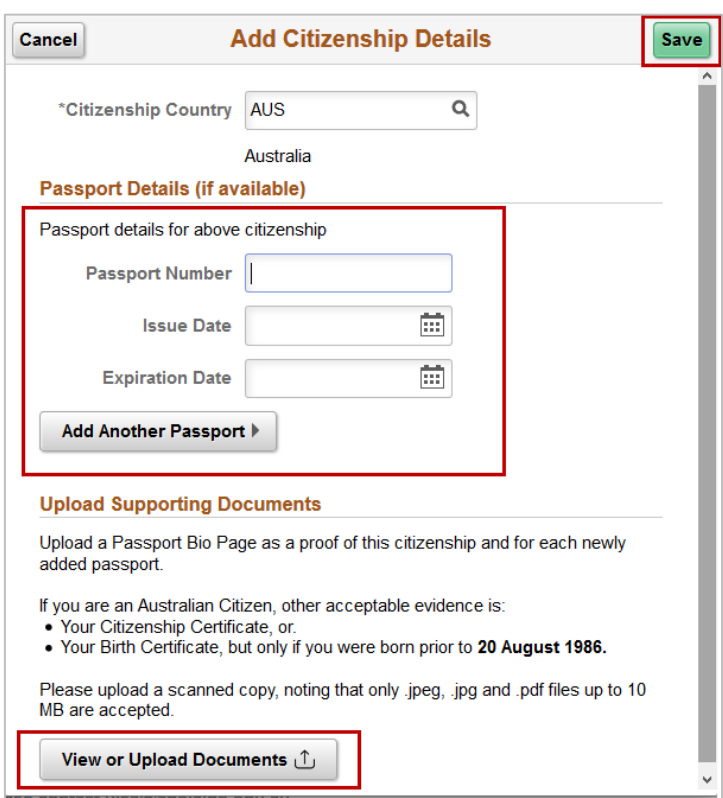 Cancel Add Citizenship Details Save
*Citizenship Country AUS
Australia
Passport Details (if available)
Passport details for above citizenship
Passport Number
Issue Date
Expiration Date
Add Another Passport
Upload Supporting Documents
Upload a Passport Bio Page as a proof of this citizenship and for each newly
added passport.
If you are an Australian Citizen, other acceptable evidence is:
• Your Citizenship Certificate, or.
• Your Birth Certificate, but only if you were born prior to 20 August 1986.
Please upload a scanned copy, noting that only .jpeg, .jpg and .pdf files up to 10
MB are accepted.
View or Upload Documents